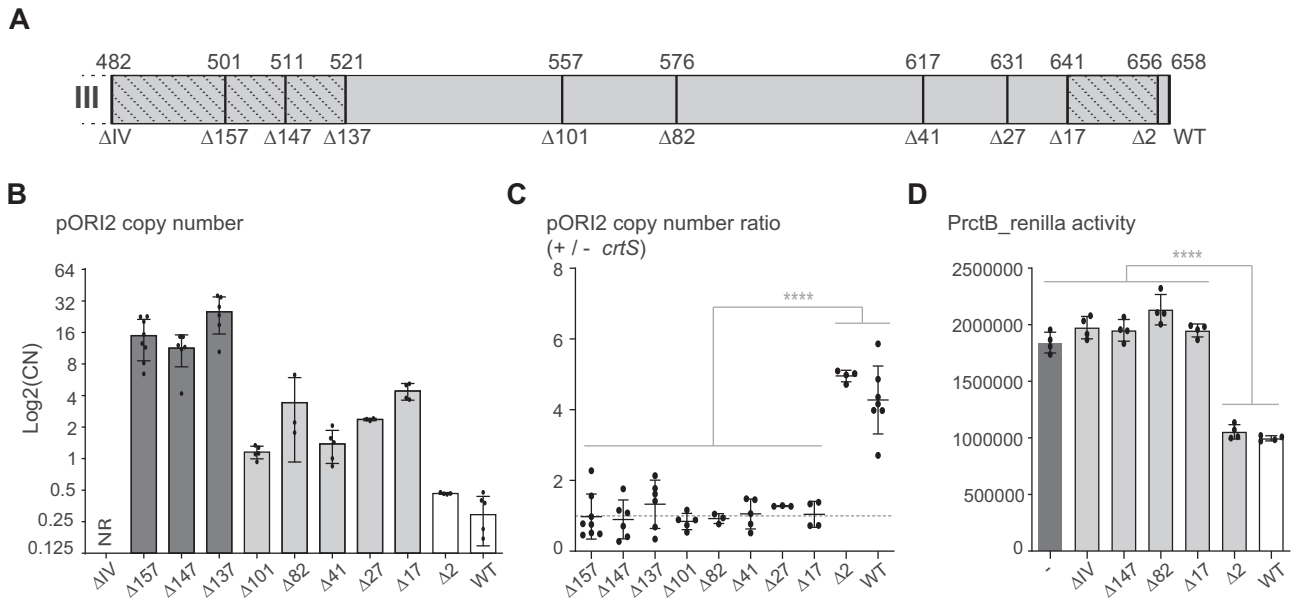 A
482 501 511 521 557 576 617 631 641 656 658
III
ΔIV Δ157 Δ147 Δ137 Δ101 Δ82 Δ41 Δ27 Δ17 Δ2 WT
B
pORI2 copy number
Log2(CN)
64
32
16
8
4
2
1
0.5
0.25
0.125
NR
ΔIV Δ157 Δ147 Δ137 Δ101 Δ82 Δ41 Δ27 Δ17 Δ2 WT
C
pORI2 copy number ratio
(+ / - crtS)
8
6
4
2
0
****
Δ157 Δ147 Δ137 Δ101 Δ82 Δ41 Δ27 Δ17 Δ2 WT
D
PrctB_renilla activity
2500000
2000000
1500000
1000000
500000
0
****
- ΔIV Δ147 Δ82 Δ17 Δ2 WT